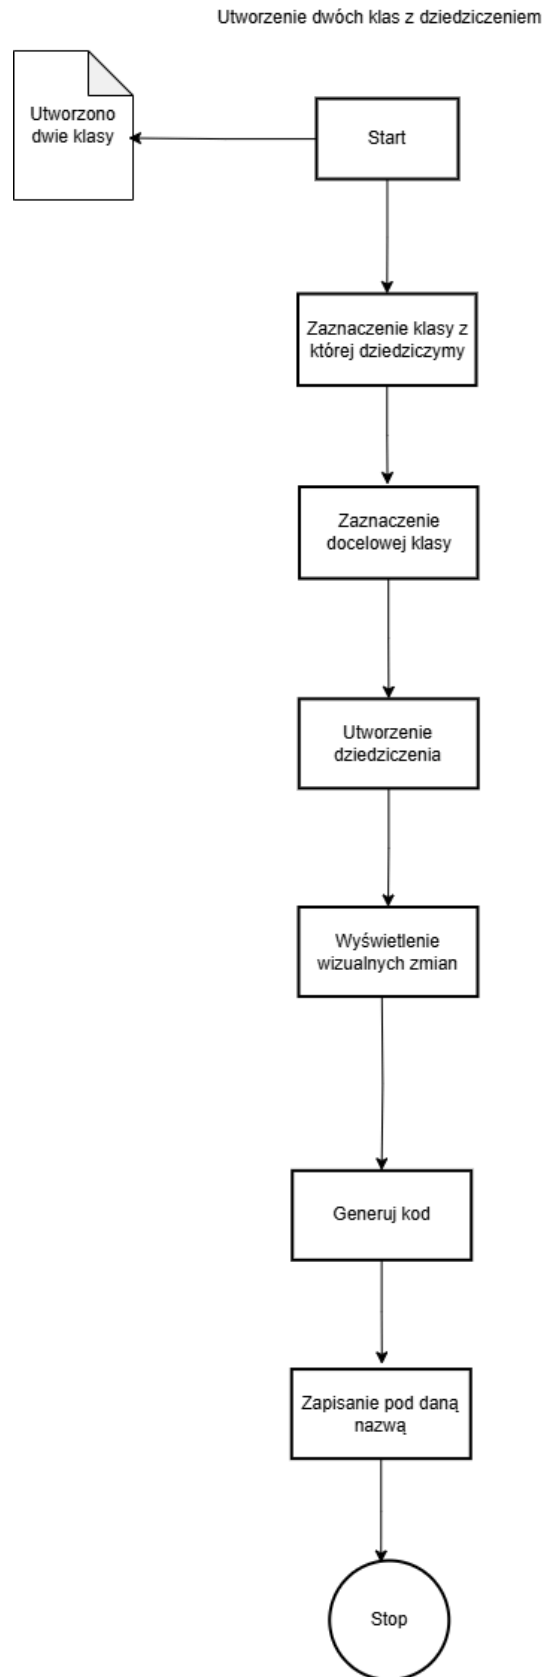 Utworzenie dwóch klas z dziedziczeniem
Utworzono
dwie klasy
Start
Zaznaczenie klasy z
której dziedziczymy
Zaznaczenie
docelowej klasy
Utworzenie
dziedziczenia
Wyświetlenie
wizualnych zmian
Generuj kod
Zapisanie pod daną
nazwą
Stop